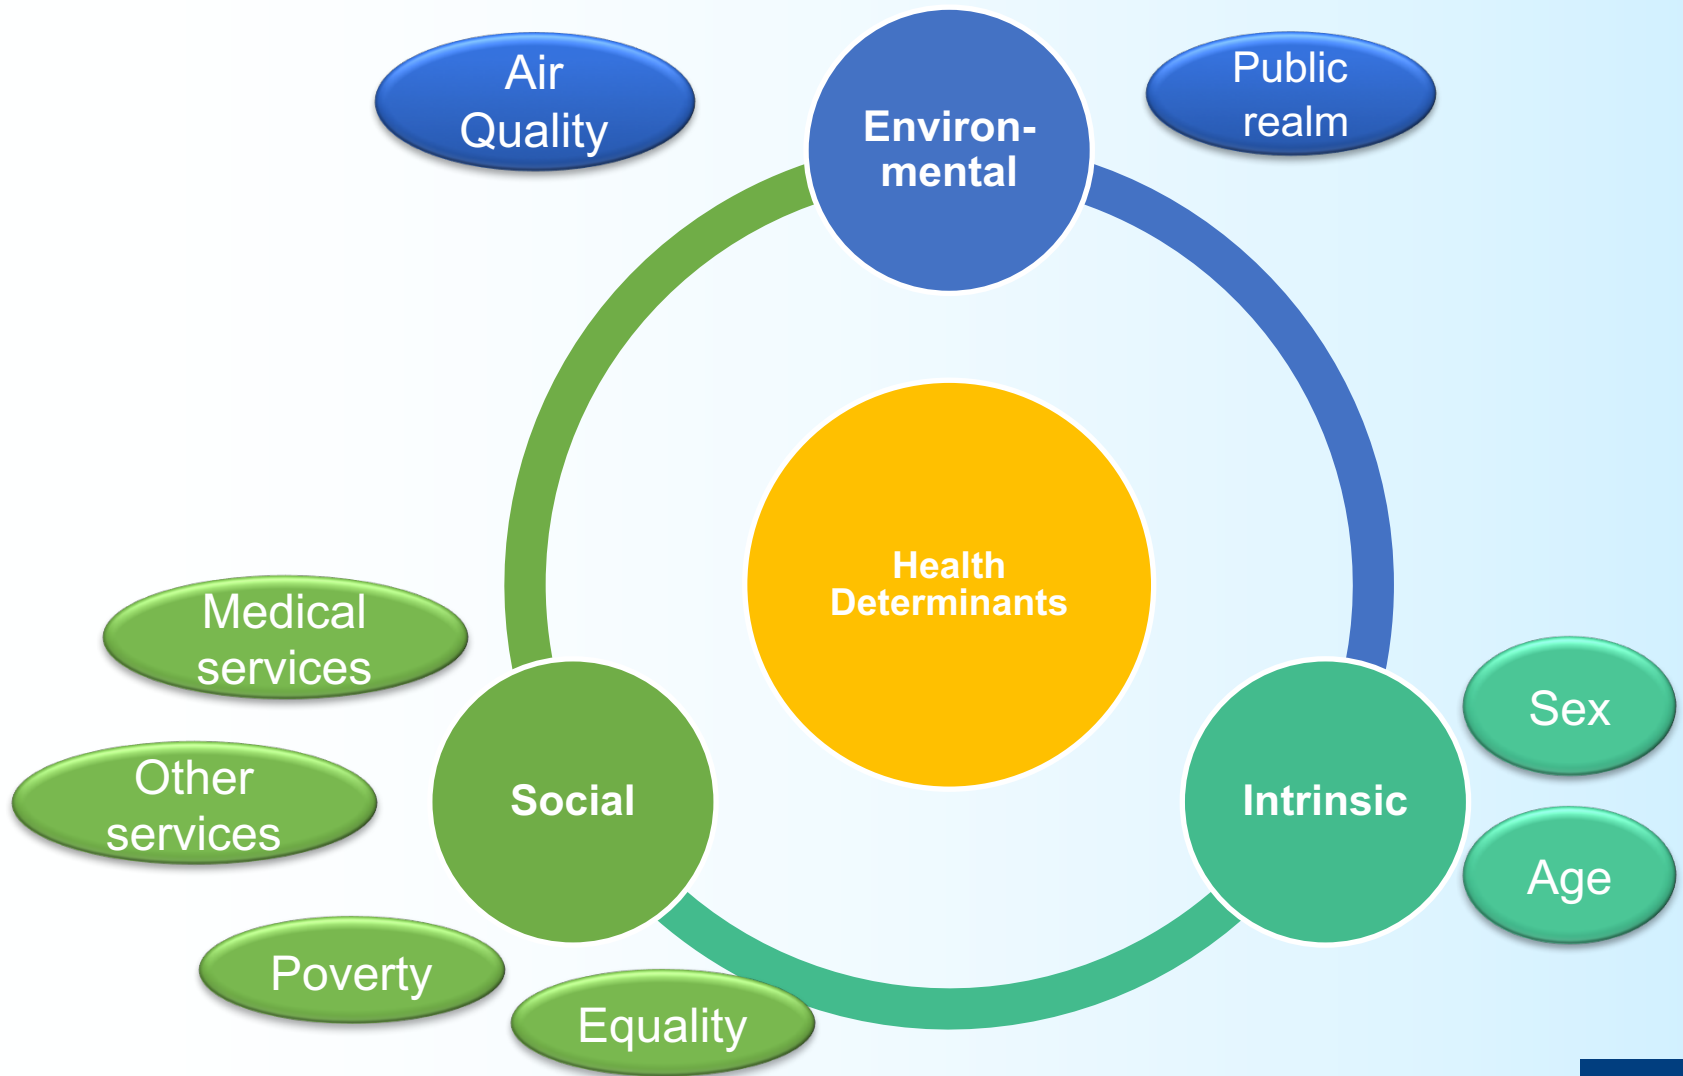 Air
Quality
Environ-
mental
Public
realm
Health
Determinants
Medical
services
Other
services
Social
Poverty
Equality
Intrinsic
Sex
Age